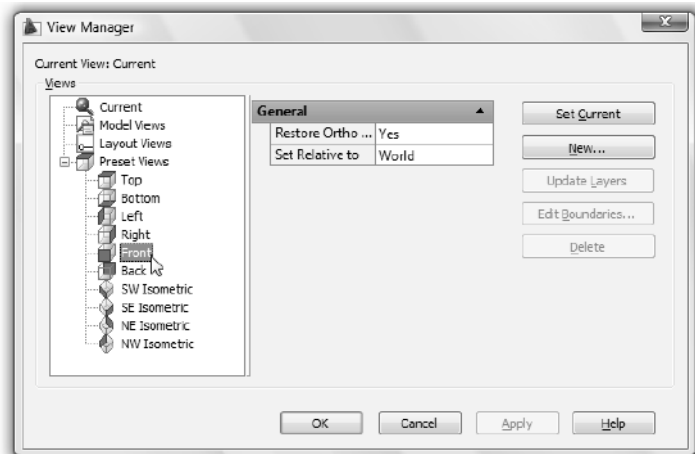 View Manager
Current View: Current
Views
Current
Model Views
Layout Views
Preset Views
Top
Bottom
Left
Right
Front
Back
SW Isometric
SE Isometric
NE Isometric
NW Isometric
General
Restore Ortho ... Yes
Set Relative to World
Set Current
New...
Update Layers
Edit Boundaries...
Delete
OK
Cancel
Apply
Help